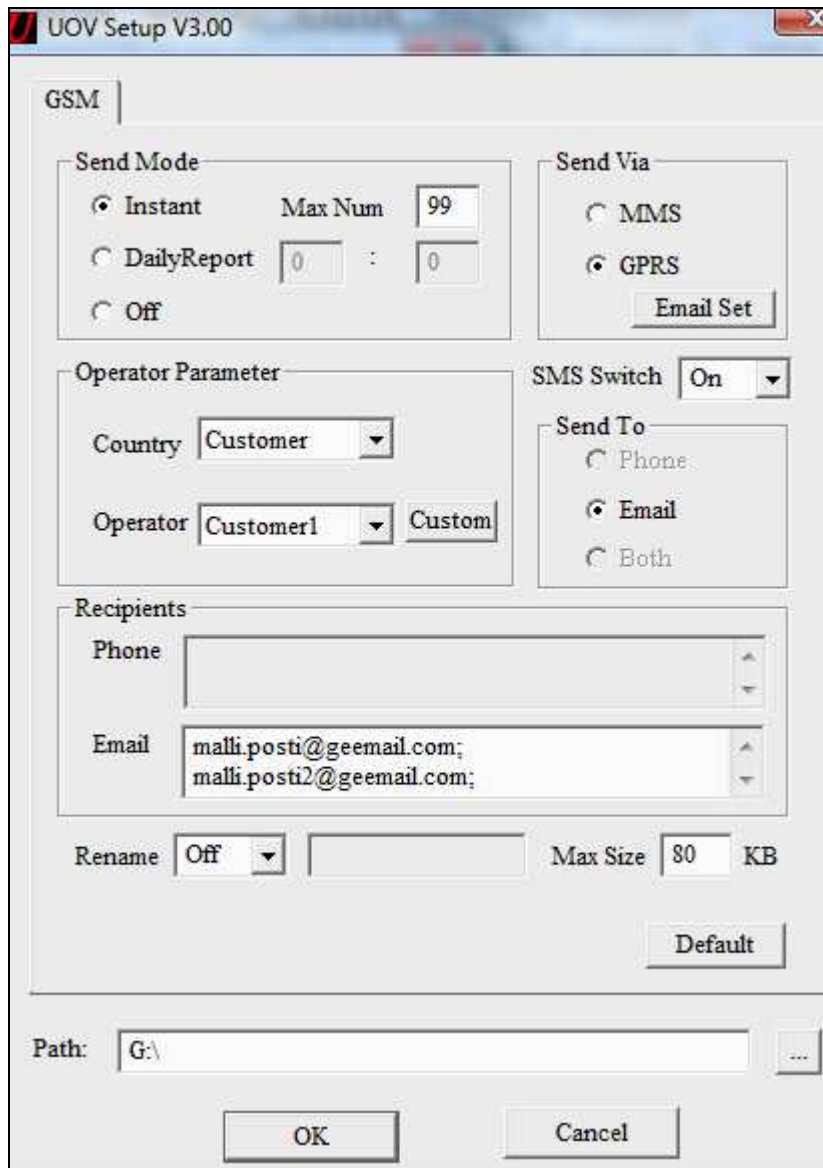 UOV Setup V3.00
GSM
Send Mode
Instant Max Num 99
DailyReport 0 : 0
Off
Send Via
MMS
GPRS
Email Set
Operator Parameter
Country Customer
Operator Customer1 Custom
SMS Switch On
Send To
Phone
Email
Both
Recipients
Phone
Email malli.posti@geemail.com;
malli.posti2@geemail.com;
Rename Off Max Size 80 KB
Default
Path: G:\ ...
OK Cancel